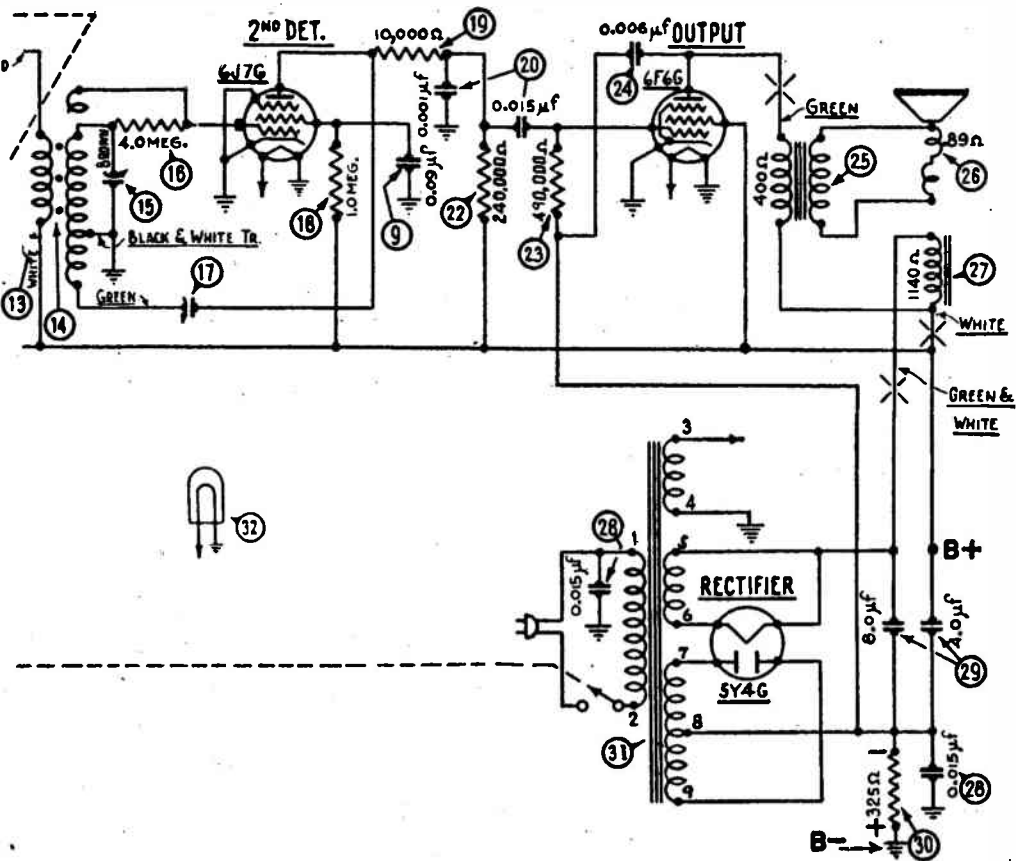 2ND DET.
10,000Ω
19
0.006µf
OUTPUT
D
6J7G
20
24
6F6G
0.001µf
0.015µf
GREEN
BROWN
4.0 MEG.
16
15
18
1.0 MEG.
9
22
240,000Ω
23
490,000Ω
400Ω
25
89Ω
26
BLACK & WHITE TR.
17
13
WHITE
14
GREEN
1140Ω
27
WHITE
GREEN &
WHITE
3
4
32
28
0.015µf
1
5
RECTIFIER
6
B+
8.0µf
4.0µf
29
7
5Y4G
2
8
31
9
-
325Ω
+
0.015µf
28
B-
30